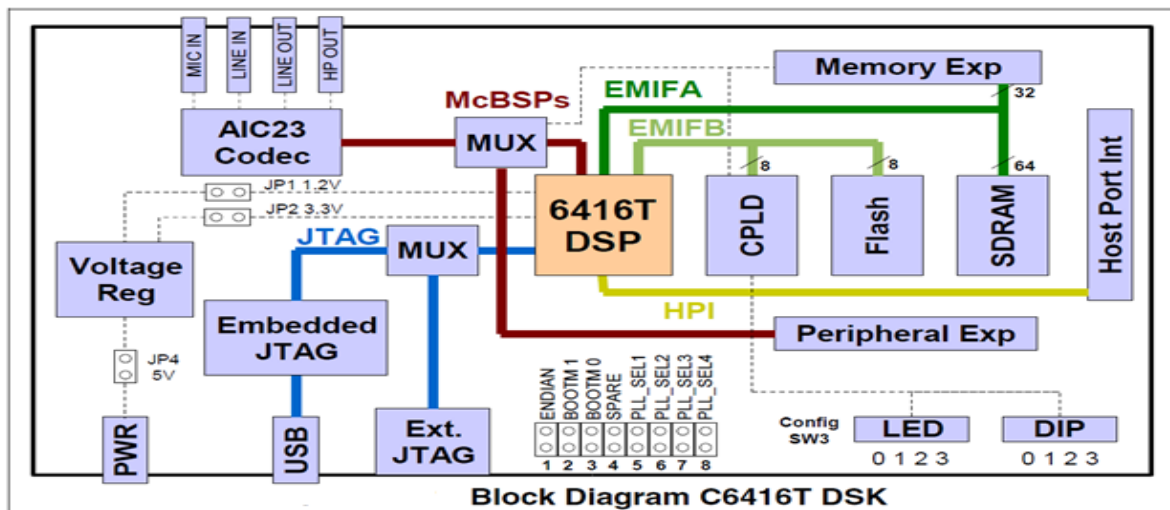 MIC IN
LINE IN
LINE OUT
HP OUT
AIC23
Codec
McBSPs
MUX
EMIFA
EMIFB
Memory Exp
32
8
8
64
JP1 1.2V
JP2 3.3V
6416T
DSP
CPLD
Flash
SDRAM
Host Port Int
JTAG
MUX
Voltage
Reg
HPI
Embedded
JTAG
Peripheral Exp
JP4
5V
ENDIAN
BOOTM 1
BOOTM 0
SPARE
PLL_SEL1
PLL_SEL2
PLL_SEL3
PLL_SEL4
1 2 3 4 5 6 7 8
PWR
USB
Ext.
JTAG
Config
SW3
LED
0 1 2 3
DIP
0 1 2 3
Block Diagram C6416T DSK